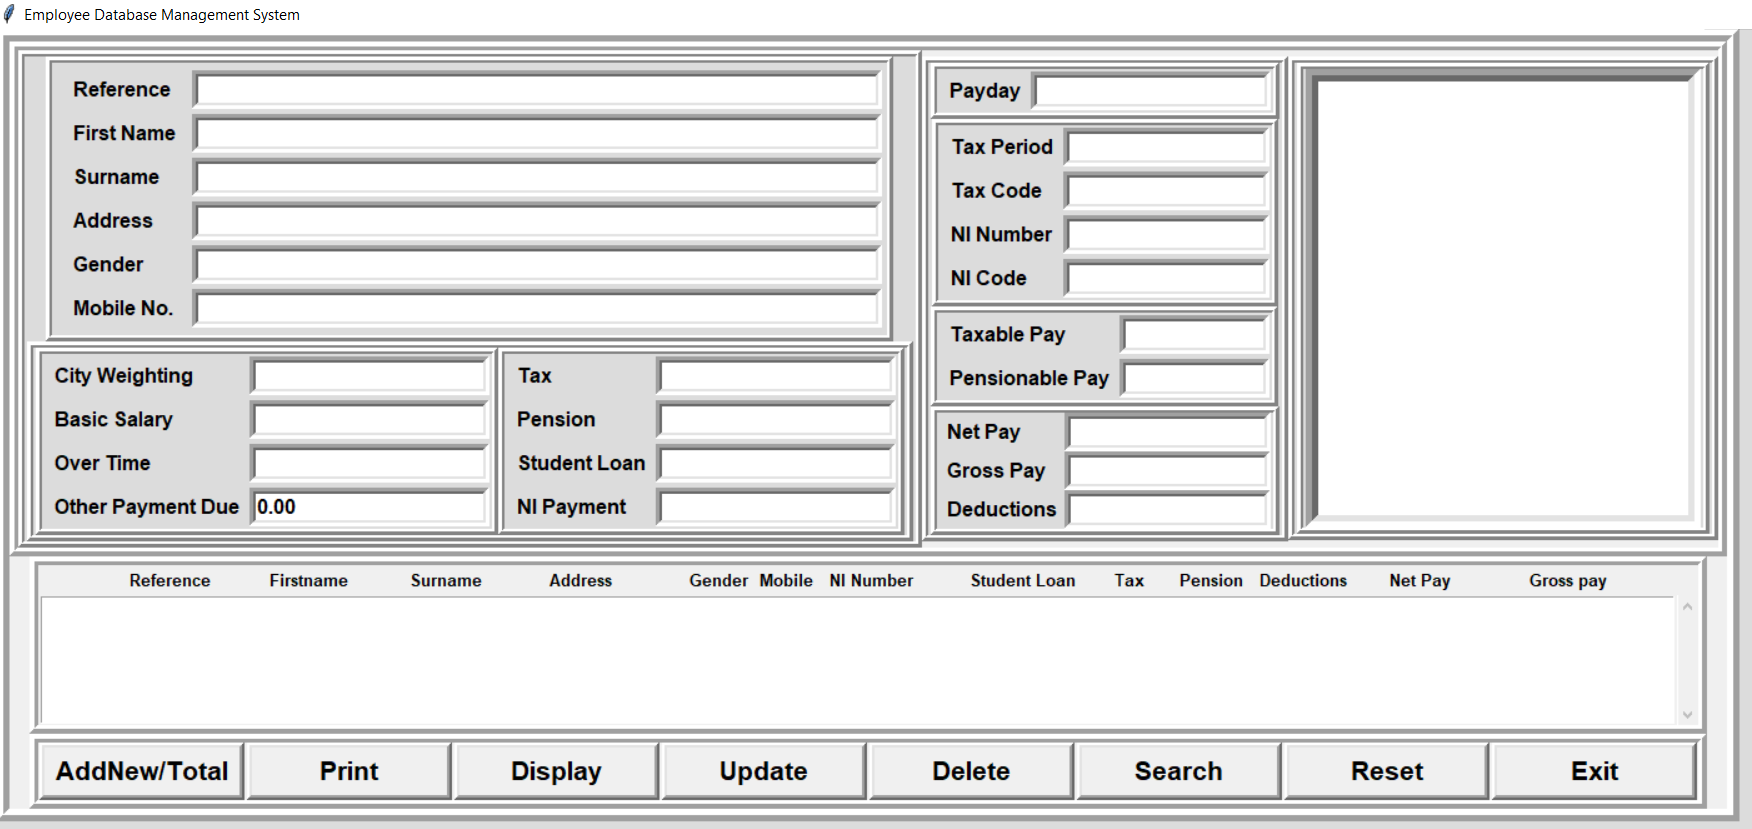 Employee Database Management System
Reference
First Name
Surname
Address
Gender
Mobile No.
City Weighting
Basic Salary
Over Time
Other Payment Due 0.00
Tax
Pension
Student Loan
NI Payment
Payday
Tax Period
Tax Code
NI Number
NI Code
Taxable Pay
Pensionable Pay
Net Pay
Gross Pay
Deductions
Reference Firstname Surname Address Gender Mobile NI Number Student Loan Tax Pension Deductions Net Pay Gross pay
AddNew/Total Print Display Update Delete Search Reset Exit